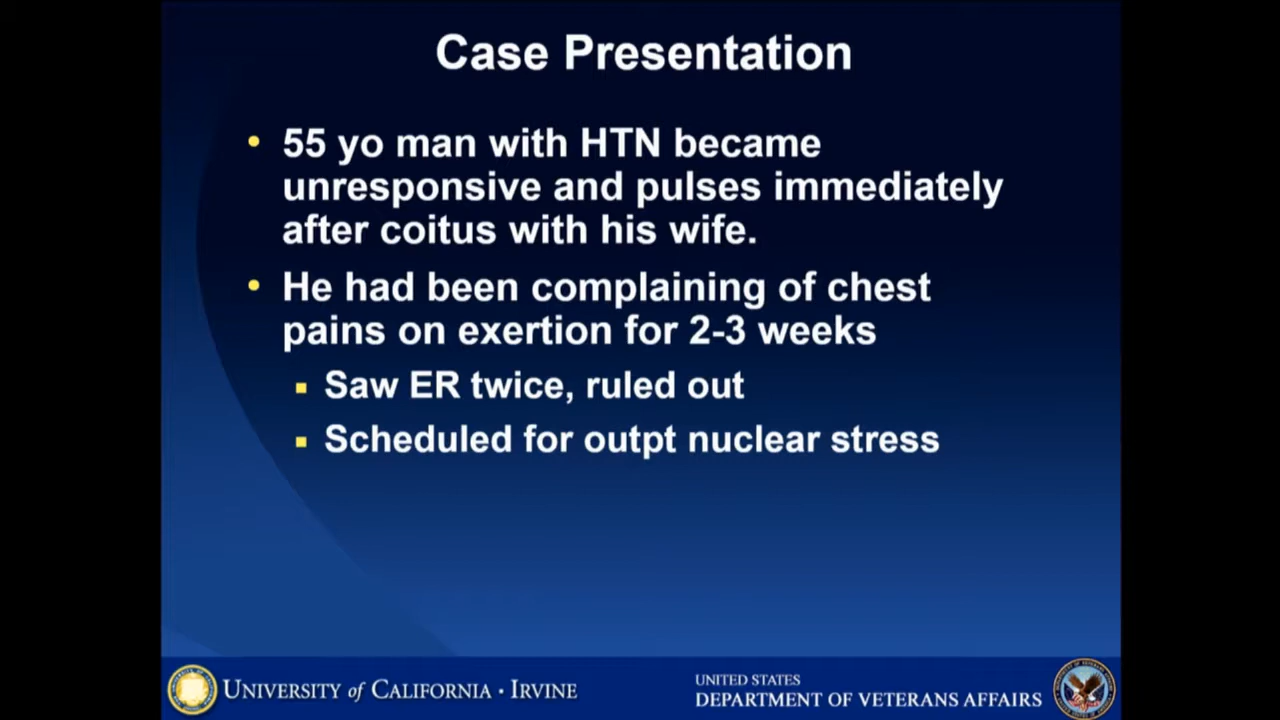 Case Presentation
• 55 yo man with HTN became
unresponsive and pulses immediately
after coitus with his wife.
• He had been complaining of chest
pains on exertion for 2-3 weeks
▪ Saw ER twice, ruled out
▪ Scheduled for outpt nuclear stress
UNIVERSITY of CALIFORNIA · IRVINE
UNITED STATES
DEPARTMENT OF VETERANS AFFAIRS